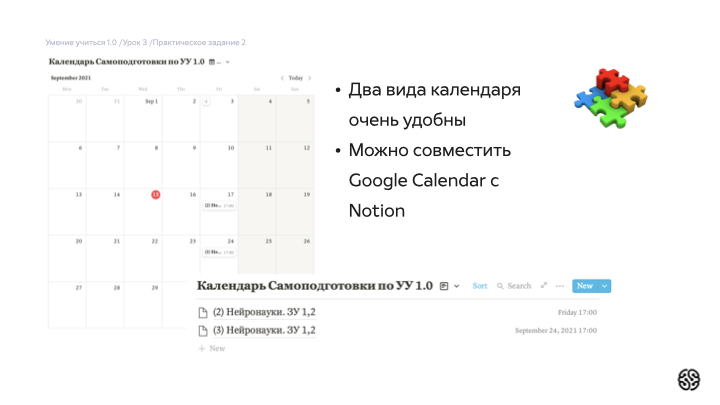 Умение учиться 1.0 /Урок 3 /Практическое задание 2
Календарь Самоподготовки по УУ 1.0
September 2021
Today
Mon Tue Wed Thu Fri Sat Sun
30 31 Sep 1 2 3 4 5
6 7 8 9 10 11 12
13 14 15 16 17 18 19
(2) Не... 17:00
20 21 22 23 24 25 26
27 28 29
• Два вида календаря
очень удобны
• Можно совместить
Google Calendar с
Notion
Календарь Самоподготовки по УУ 1.0 Sort Search ... New
(2) Нейронауки. ЗУ 1,2 Friday 17:00
(3) Нейронауки. ЗУ 1,2 September 24, 2021 17:00
+ New